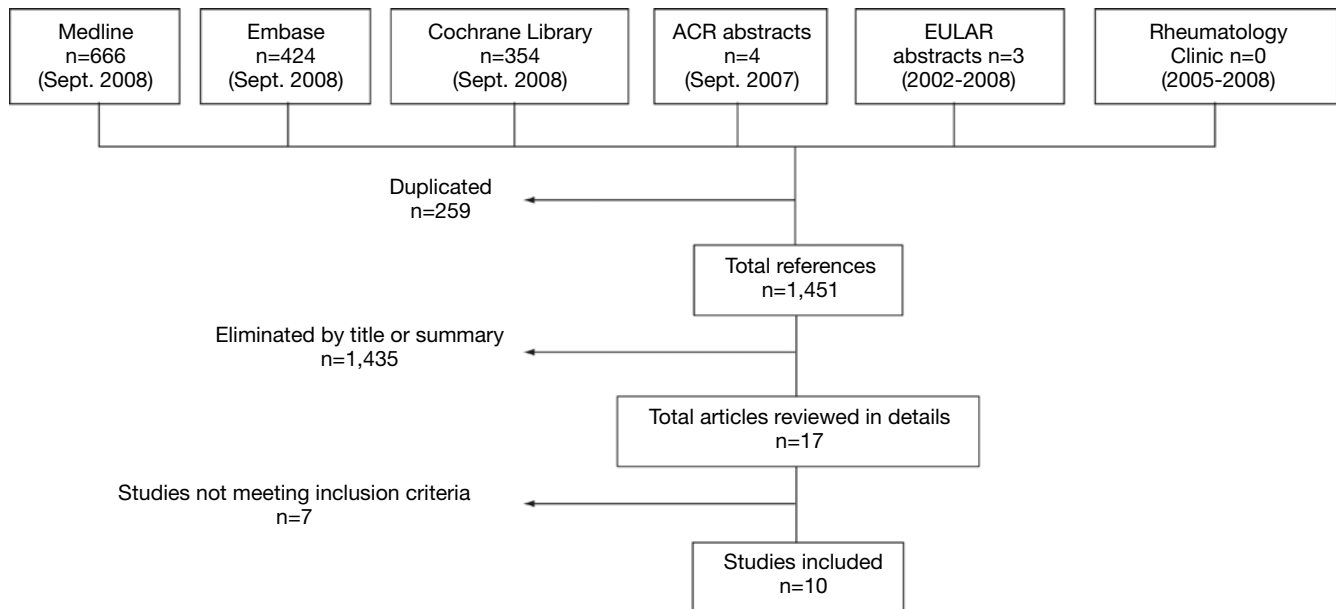 Medline
n=666
(Sept. 2008)
Embase
n=424
(Sept. 2008)
Cochrane Library
n=354
(Sept. 2008)
ACR abstracts
n=4
(Sept. 2007)
EULAR
abstracts n=3
(2002-2008)
Rheumatology
Clinic n=0
(2005-2008)
Duplicated
n=259
Total references
n=1,451
Eliminated by title or summary
n=1,435
Total articles reviewed in details
n=17
Studies not meeting inclusion criteria
n=7
Studies included
n=10